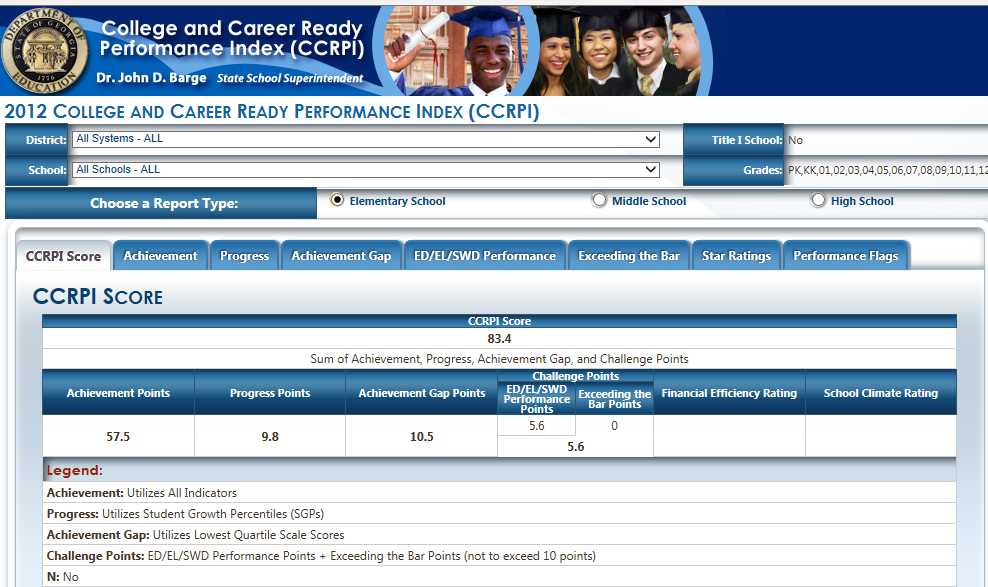 DEPARTMENT OF EDUCATION
STATE OF GEORGIA
1776
College and Career Ready
Performance Index (CCRPI)
Dr. John D. Barge State School Superintendent
2012 COLLEGE AND CAREER READY PERFORMANCE INDEX (CCRPI)
District: All Systems - ALL Title I School: No
School: All Schools - ALL Grades: PK,KK,01,02,03,04,05,06,07,08,09,10,11,12
Choose a Report Type: Elementary School Middle School High School
CCRPI Score Achievement Progress Achievement Gap ED/EL/SWD Performance Exceeding the Bar Star Ratings Performance Flags
CCRPI SCORE
CCRPI Score
83.4
Sum of Achievement, Progress, Achievement Gap, and Challenge Points
Achievement Points
Progress Points
Achievement Gap Points
Challenge Points
ED/EL/SWD
Performance
Points
Exceeding the
Bar Points
Financial Efficiency Rating
School Climate Rating
57.5 9.8 10.5 5.6 0
5.6
Legend:
Achievement: Utilizes All Indicators
Progress: Utilizes Student Growth Percentiles (SGPs)
Achievement Gap: Utilizes Lowest Quartile Scale Scores
Challenge Points: ED/EL/SWD Performance Points + Exceeding the Bar Points (not to exceed 10 points)
N: No